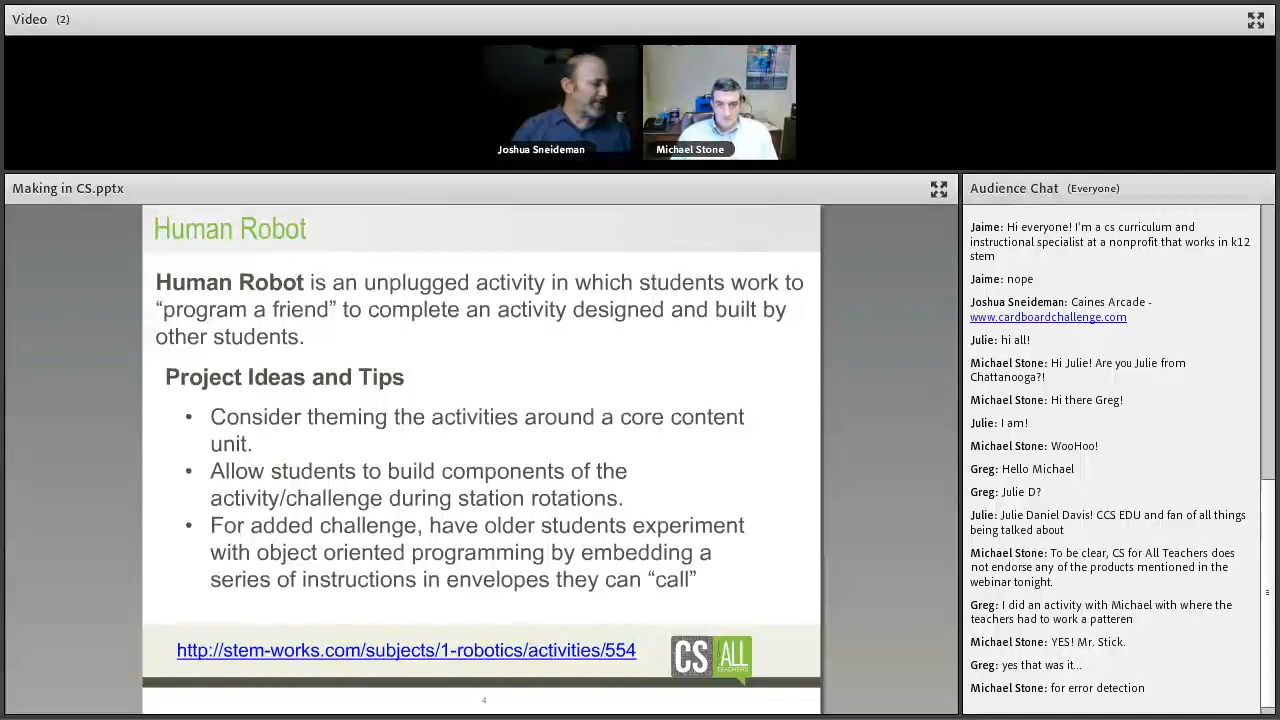 Video (2)
Joshua Sneideman
Michael Stone
Making in CS.pptx
Human Robot
Human Robot is an unplugged activity in which students work to
“program a friend” to complete an activity designed and built by
other students.
Project Ideas and Tips
• Consider theming the activities around a core content
unit.
• Allow students to build components of the
activity/challenge during station rotations.
• For added challenge, have older students experiment
with object oriented programming by embedding a
series of instructions in envelopes they can “call”
http://stem-works.com/subjects/1-robotics/activities/554
CS ALL
TEACHERS
4
Audience Chat (Everyone)
Jaime: Hi everyone! I'm a cs curriculum and
instructional specialist at a nonprofit that works in k12
stem
Jaime: nope
Joshua Sneideman: Caines Arcade -
www.cardboardchallenge.com
Julie: hi all!
Michael Stone: Hi Julie! Are you Julie from
Chattanooga?!
Michael Stone: Hi there Greg!
Julie: I am!
Michael Stone: WooHoo!
Greg: Hello Michael
Greg: Julie D?
Julie: Julie Daniel Davis! CCS EDU and fan of all things
being talked about
Michael Stone: To be clear, CS for All Teachers does
not endorse any of the products mentioned in the
webinar tonight.
Greg: I did an activity with Michael with where the
teachers had to work a patteren
Michael Stone: YES! Mr. Stick.
Greg: yes that was it...
Michael Stone: for error detection